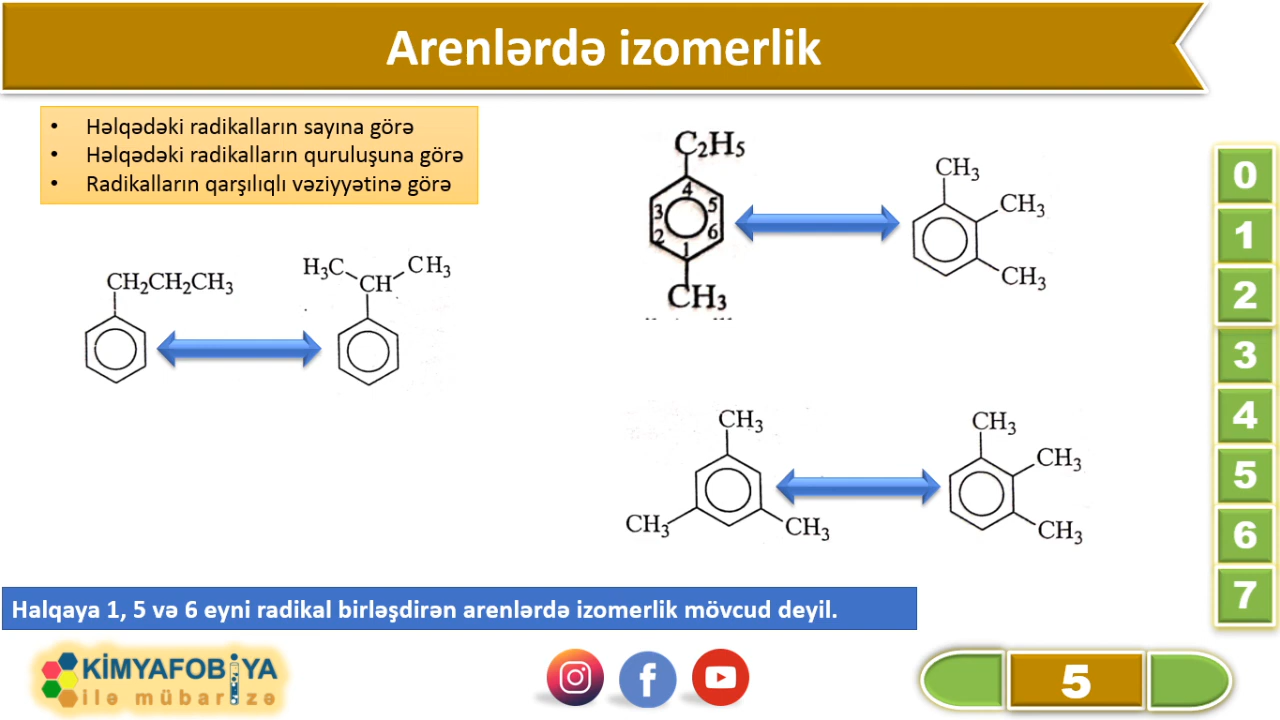 Arenlərdə izomerlik
• Həlqədəki radikalların sayına görə
• Həlqədəki radikalların quruluşuna görə
• Radikalların qarşılıqlı vəziyyətinə görə
CH₂CH₂CH₃
H₃C
CH₃
CH
C₂H₅
4
3
5
2
6
1
CH₃
CH₃
CH₃
CH₃
CH₃
CH₃
CH₃
CH₃
CH₃
CH₃
0
1
2
3
4
5
6
7
Halqaya 1, 5 və 6 eyni radikal birləşdirən arenlərdə izomerlik mövcud deyil.
KİMYAFOBİYA
ilə mübarizə
5